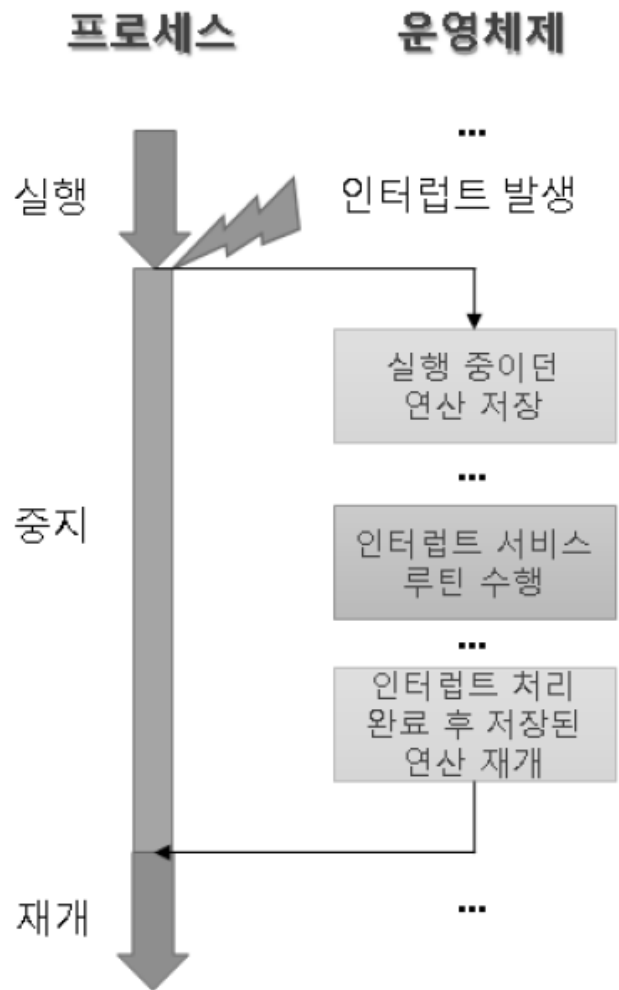 프로세스 운영체제
...
실행 인터럽트 발생
실행 중이던
연산 저장
...
중지
인터럽트 서비스
루틴 수행
...
인터럽트 처리
완료 후 저장된
연산 재개
재개 ...